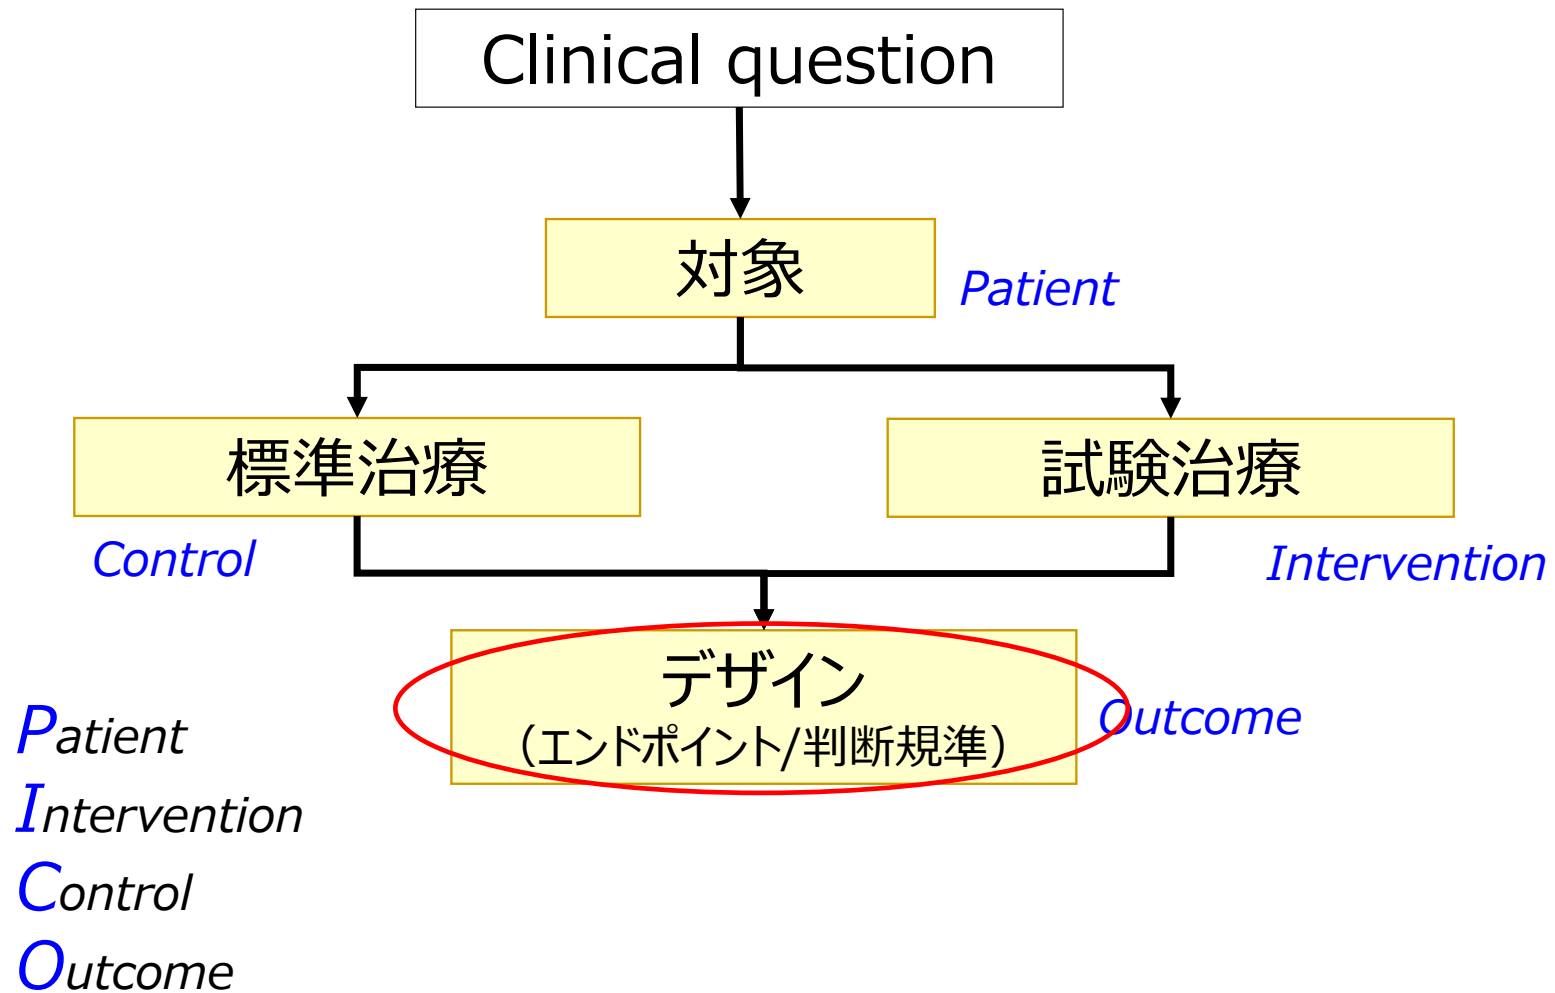 Clinical question
対象
Patient
標準治療
試験治療
Control
Intervention
デザイン
（エンドポイント/判断規準）
Outcome
Patient
Intervention
Control
Outcome